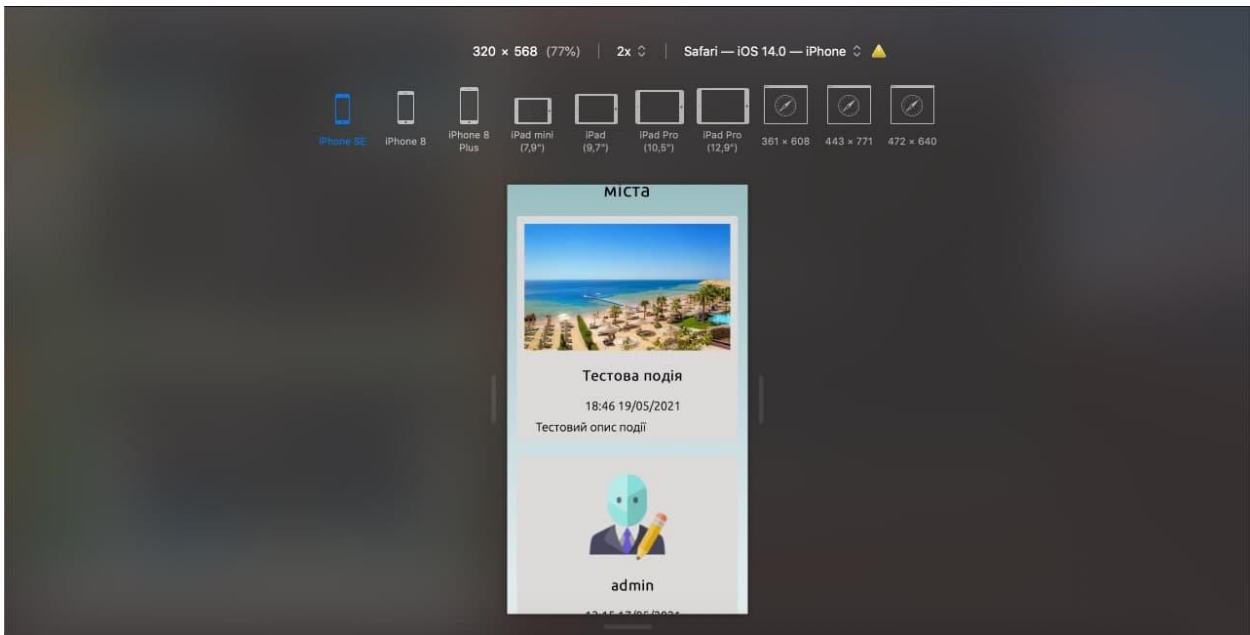 320 × 568 (77%) 2x Safari — iOS 14.0 — iPhone
iPhone SE iPhone 8 iPhone 8 Plus iPad mini (7,9") iPad (9,7") iPad Pro (10,5") iPad Pro (12,9") 361 × 608 443 × 771 472 × 640
міста
Тестова подія
18:46 19/05/2021
Тестовий опис події
admin